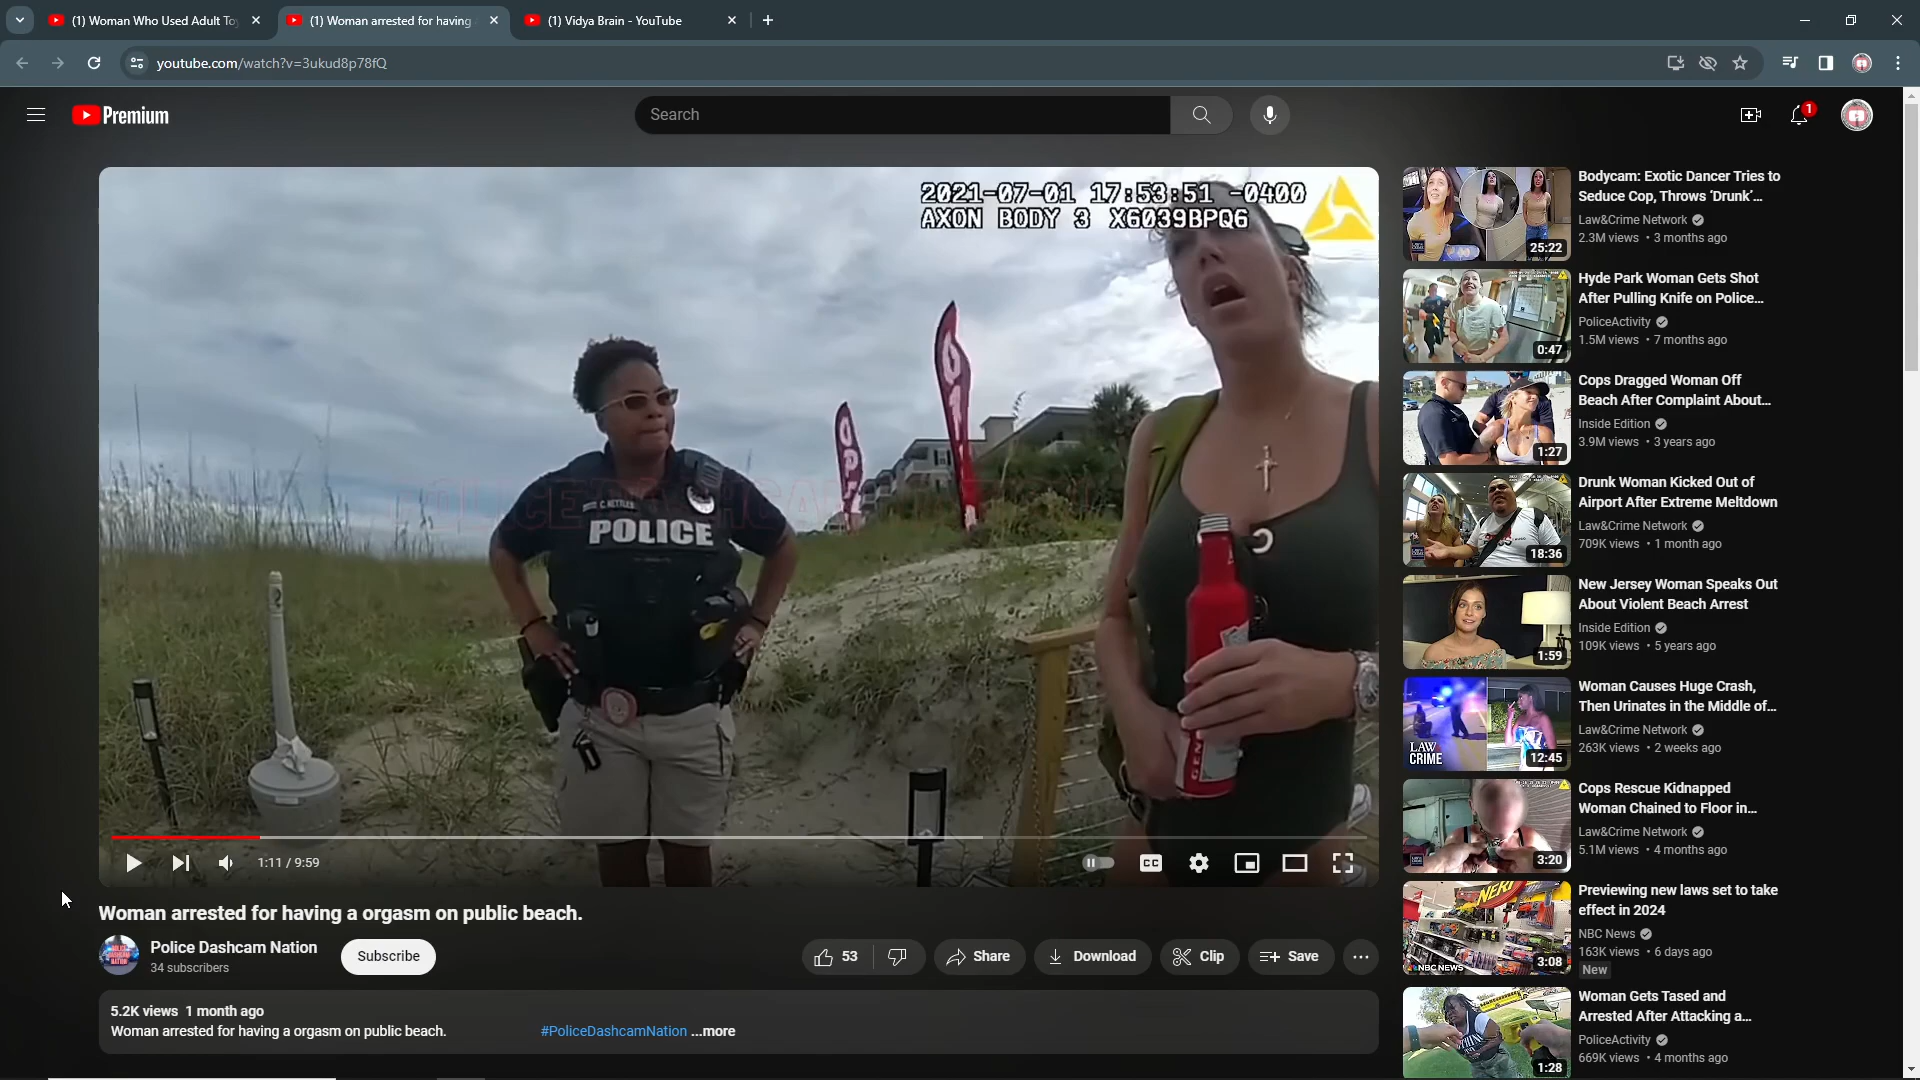 (1) Woman Who Used Adult To
(1) Woman arrested for having
(1) Vidya Brain - YouTube
youtube.com/watch?v=3ukud8p78fQ
Premium
Search
1
2021-07-01 17:53:51 -0400
AXON BODY 3 X6039BPQ6
OPE
C. NETTLES
POLICE
POLICE DASHCAM NATION
1:11 / 9:59
CC
Woman arrested for having a orgasm on public beach.
Police Dashcam Nation
34 subscribers
Subscribe
53
Share
Download
Clip
Save
5.2K views 1 month ago
Woman arrested for having a orgasm on public beach. #PoliceDashcamNation ...more
Bodycam: Exotic Dancer Tries to
Seduce Cop, Throws ‘Drunk’...
Law&Crime Network
2.3M views • 3 months ago
25:22
Hyde Park Woman Gets Shot
After Pulling Knife on Police...
PoliceActivity
1.5M views • 7 months ago
0:47
Cops Dragged Woman Off
Beach After Complaint About...
Inside Edition
3.9M views • 3 years ago
1:27
Drunk Woman Kicked Out of
Airport After Extreme Meltdown
Law&Crime Network
709K views • 1 month ago
18:36
New Jersey Woman Speaks Out
About Violent Beach Arrest
Inside Edition
109K views • 5 years ago
1:59
Woman Causes Huge Crash,
Then Urinates in the Middle of...
Law&Crime Network
263K views • 2 weeks ago
LAW
CRIME
12:45
Cops Rescue Kidnapped
Woman Chained to Floor in...
Law&Crime Network
5.1M views • 4 months ago
3:20
Previewing new laws set to take
effect in 2024
NBC News
163K views • 6 days ago
New
NERF
NBC NEWS
3:08
Woman Gets Tased and
Arrested After Attacking a...
PoliceActivity
669K views • 4 months ago
1:28